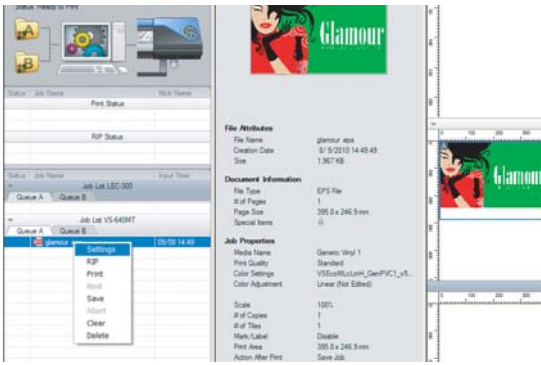 Status Ready to Print
A
B
Status Job Name Nick Name
Print Status
RIP Status
Status Job Name Input Time
Job List LEC-300
Queue A Queue B
Job List VS-640MT
Queue A Queue B
glamour eps 09/08 14:49
Settings
RIP
Print
Next
Save
Abort
Clear
Delete
Glamour
File Attributes
File Name glamour eps
Creation Date 8/ 9/2010 14:49:49
Size 1.967 KB
Document Information
File Type EPS File
# of Pages 1
Page Size 395.8 x 246.9 mm
Special Items
Job Properties
Media Name Generic Vinyl 1
Print Quality Standard
Color Settings VSEcoMLcLmH_GenPVC1_v5...
Color Adjustment Linear (Not Edited)
Scale 100%
# of Copies 1
# of Tiles 1
Mark/Label Disable
Print Area 395.8 x 246.9 mm
Action After Print Save Job
Glamour